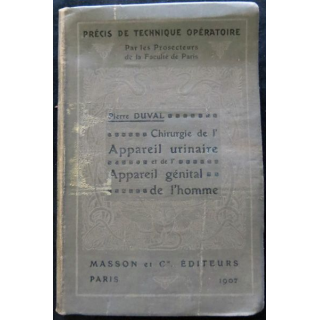 PRÉCIS DE TECHNIQUE OPÉRATOIRE
Par les Prosecteurs
de la Faculté de Paris
Pierre DUVAL
Chirurgie de l'
Appareil urinaire
et de l'
Appareil génital
de l'homme
MASSON et Cie ÉDITEURS
PARIS 1907